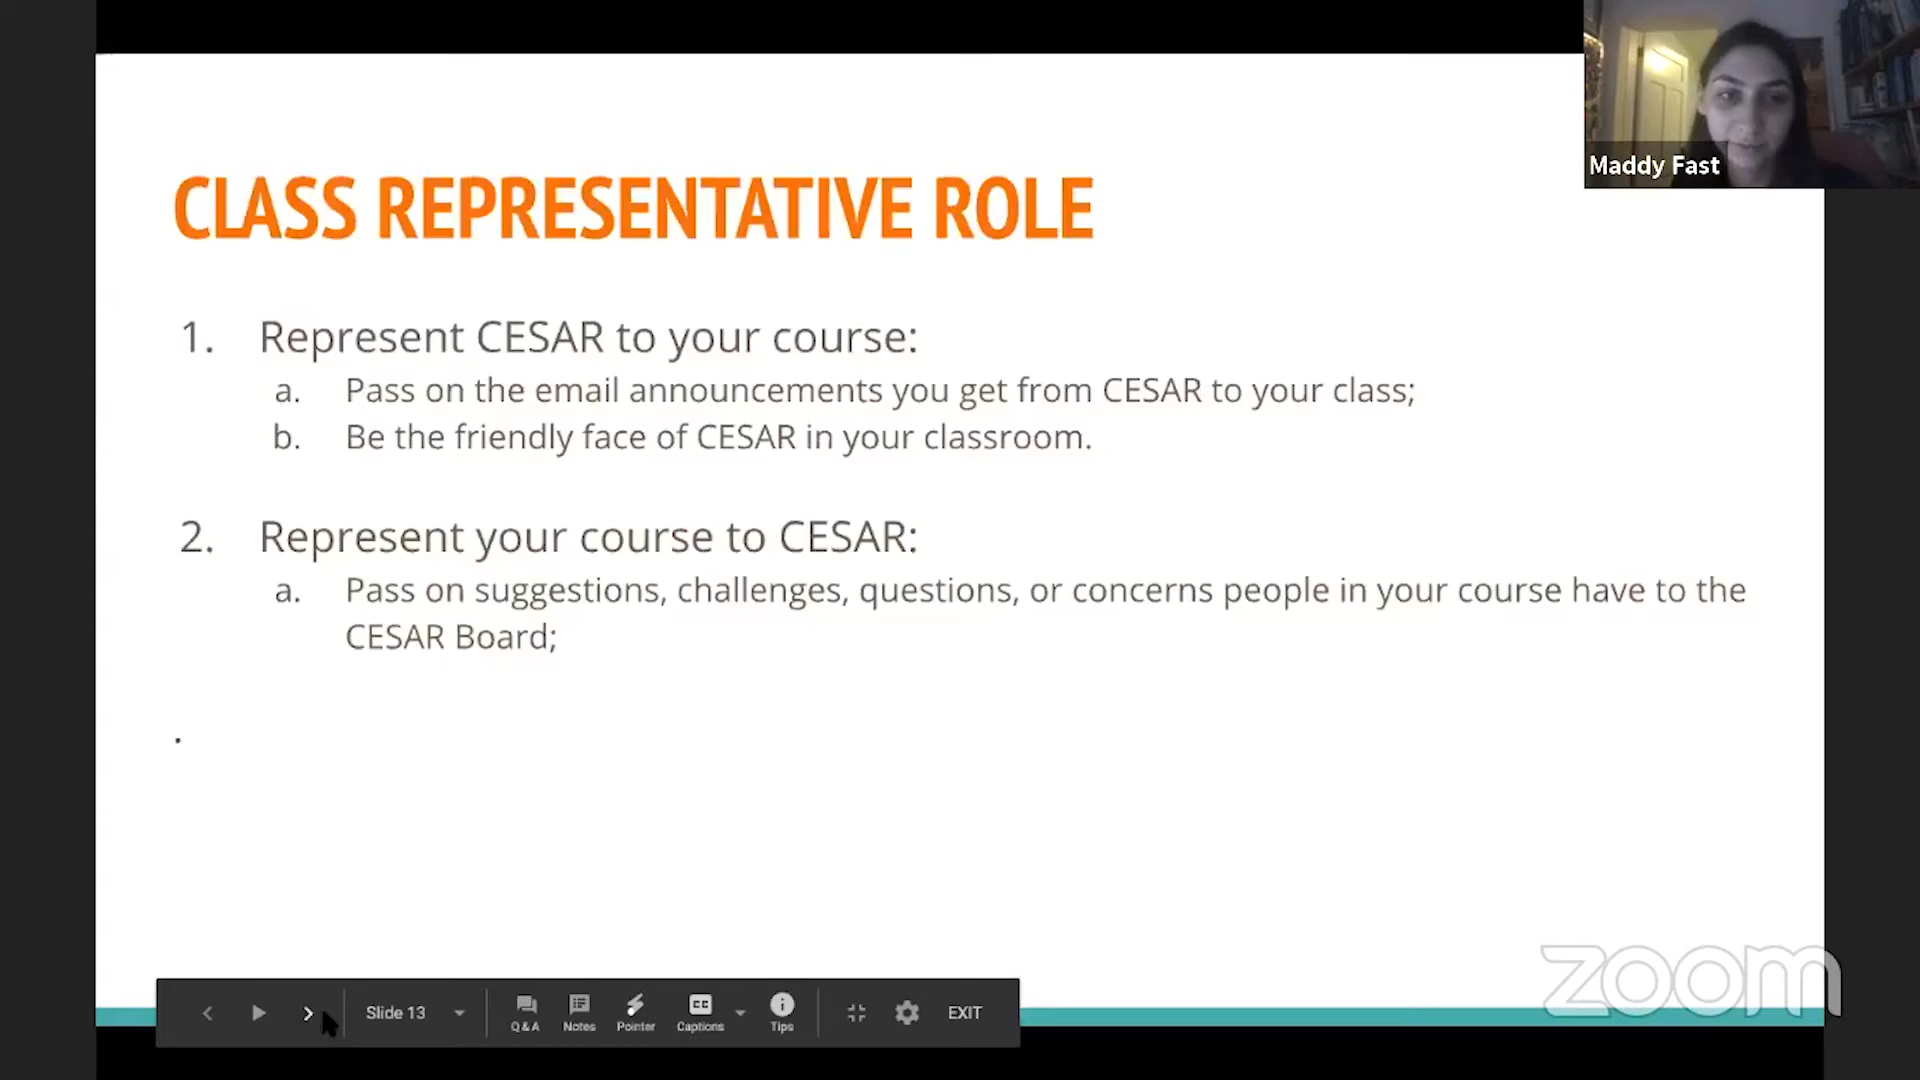 Maddy Fast
CLASS REPRESENTATIVE ROLE
1. Represent CESAR to your course:
a. Pass on the email announcements you get from CESAR to your class;
b. Be the friendly face of CESAR in your classroom.
2. Represent your course to CESAR:
a. Pass on suggestions, challenges, questions, or concerns people in your course have to the
CESAR Board;
.
zoom
Slide 13
Q&A Notes Pointer Captions Tips EXIT